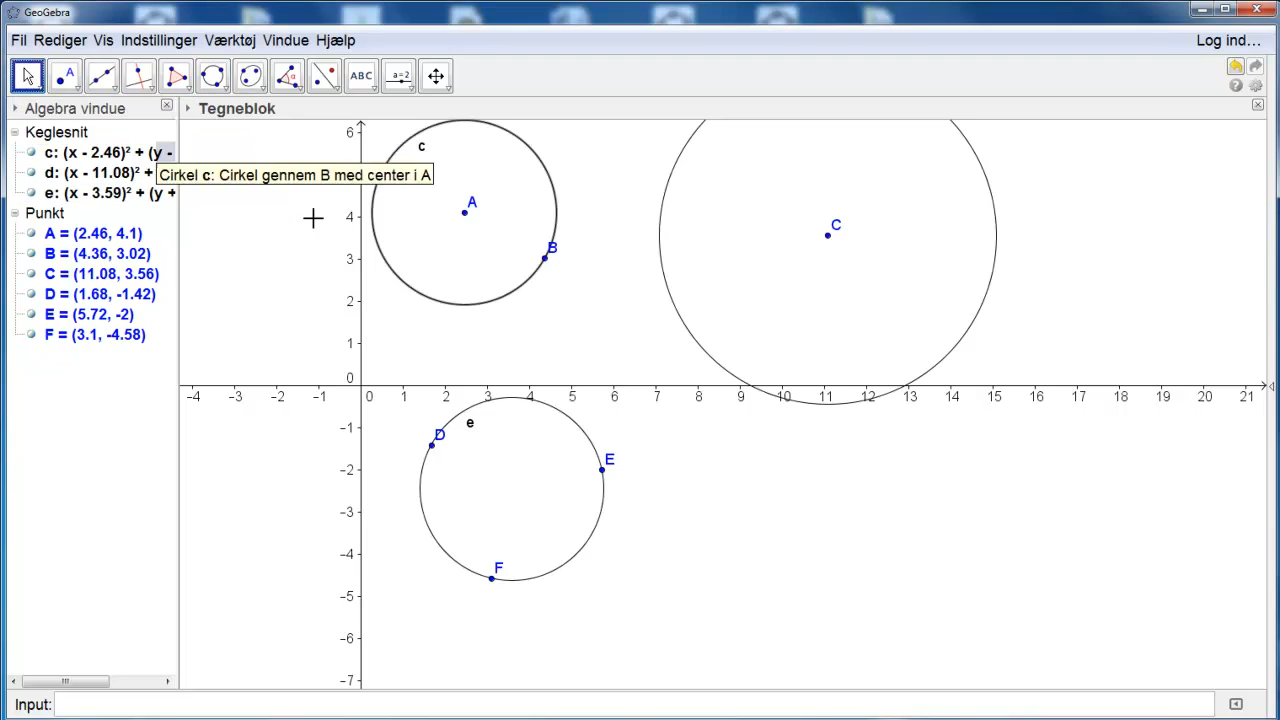 GeoGebra
Fil Rediger Vis Indstillinger Værktøj Vindue Hjælp Log ind...
A ABC a=2
Algebra vindue Tegneblok
Keglesnit
c: (x - 2.46)² + (y -
d: (x - 11.08)² +
e: (x - 3.59)² + (y +
Cirkel c: Cirkel gennem B med center i A
Punkt
A = (2.46, 4.1)
B = (4.36, 3.02)
C = (11.08, 3.56)
D = (1.68, -1.42)
E = (5.72, -2)
F = (3.1, -4.58)
6
c
A
4
C
B
3
2
1
0
-4 -3 -2 -1 0 1 2 3 4 5 6 7 8 9 10 11 12 13 14 15 16 17 18 19 20 21
-1
e
D
E
-2
-3
-4
F
-5
-6
-7
Input: